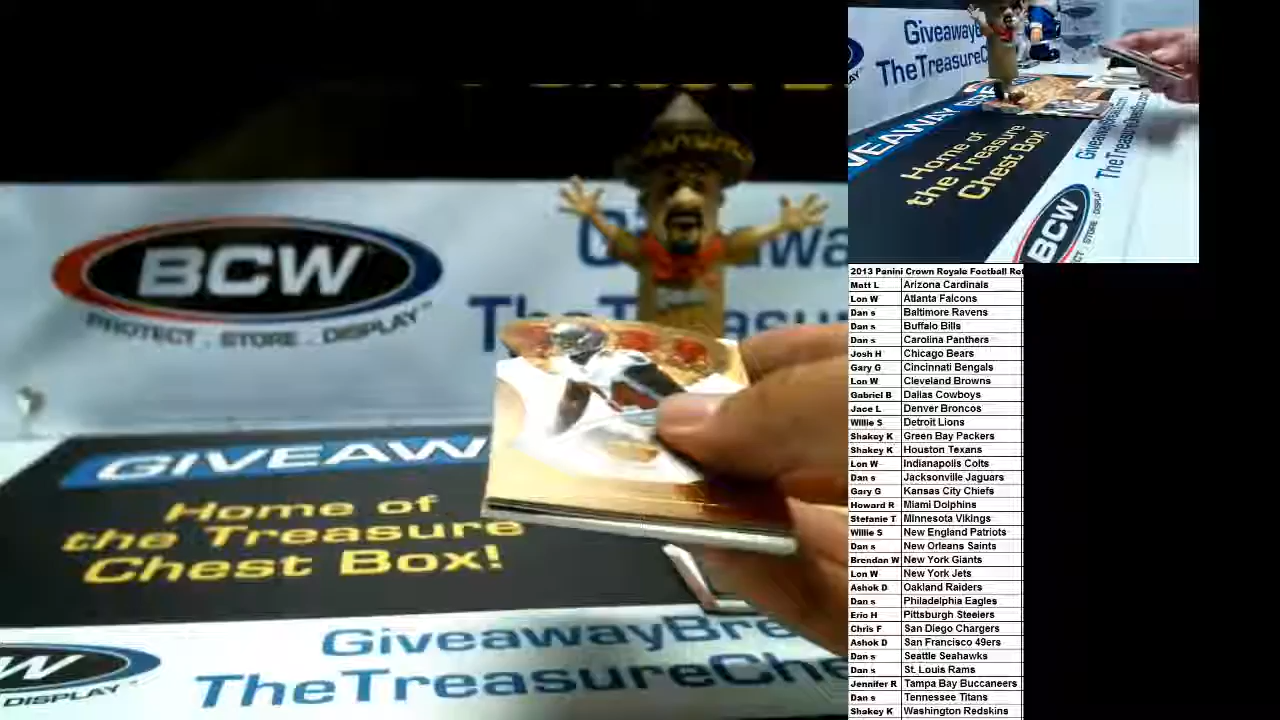 BCW
PROTECT . STORE . DISPLAY
GIVEAW
Home of
the Treasure
Chest Box!
GiveawayBre
TheTreasureChe
W
DISPLAY
Giveaway
TheTreasu
Giveaway
TheTreasure
VEAWAY BRE
Home of
the Treasure
Chest Box!
BCW
STORE . DISPLAY
2013 Panini Crown Royale Football Ret
Matt L Arizona Cardinals
Lon W Atlanta Falcons
Dan s Baltimore Ravens
Dan s Buffalo Bills
Dan s Carolina Panthers
Josh H Chicago Bears
Gary G Cincinnati Bengals
Lon W Cleveland Browns
Gabriel B Dallas Cowboys
Jace L Denver Broncos
Willie S Detroit Lions
Shakey K Green Bay Packers
Shakey K Houston Texans
Lon W Indianapolis Colts
Dan s Jacksonville Jaguars
Gary G Kansas City Chiefs
Howard R Miami Dolphins
Stefanie T Minnesota Vikings
Willie S New England Patriots
Dan s New Orleans Saints
Brendan W New York Giants
Lon W New York Jets
Ashok D Oakland Raiders
Dan s Philadelphia Eagles
Eric H Pittsburgh Steelers
Chris F San Diego Chargers
Ashok D San Francisco 49ers
Dan s Seattle Seahawks
Dan s St. Louis Rams
Jennifer R Tampa Bay Buccaneers
Dan s Tennessee Titans
Shakey K Washington Redskins